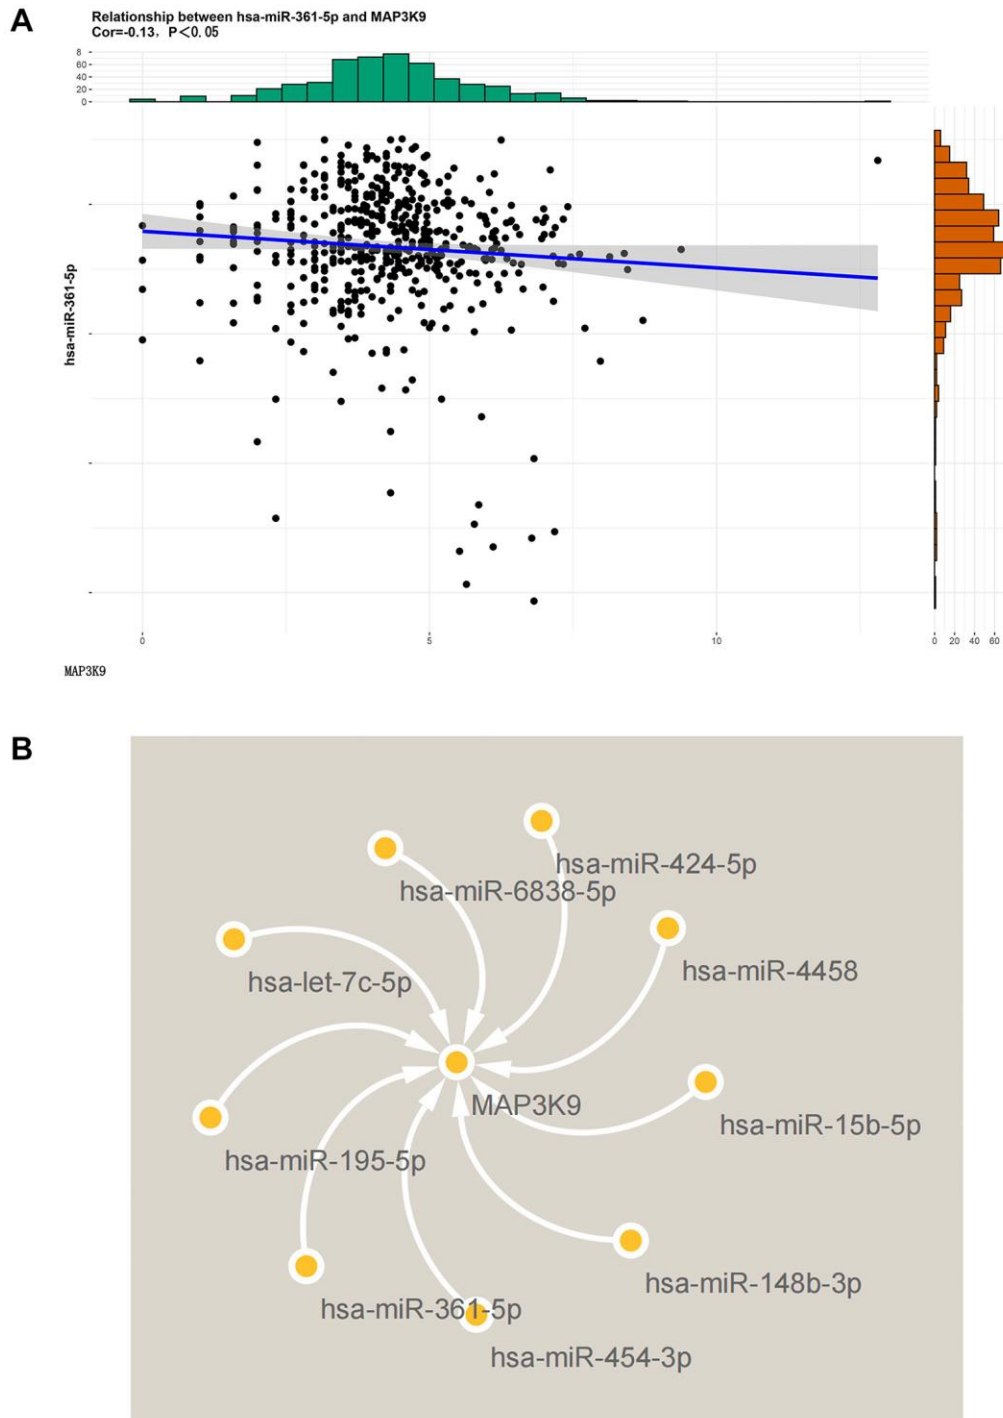 A
Relationship between hsa-miR-361-5p and MAP3K9
Cor=-0.13, P<0.05
8
60
40
20
0
hsa-miR-361-5p
0
5
10
0 20 40 60
MAP3K9
B
hsa-miR-424-5p
hsa-miR-6838-5p
hsa-miR-4458
hsa-let-7c-5p
MAP3K9
hsa-miR-15b-5p
hsa-miR-195-5p
hsa-miR-148b-3p
hsa-miR-361-5p
hsa-miR-454-3p